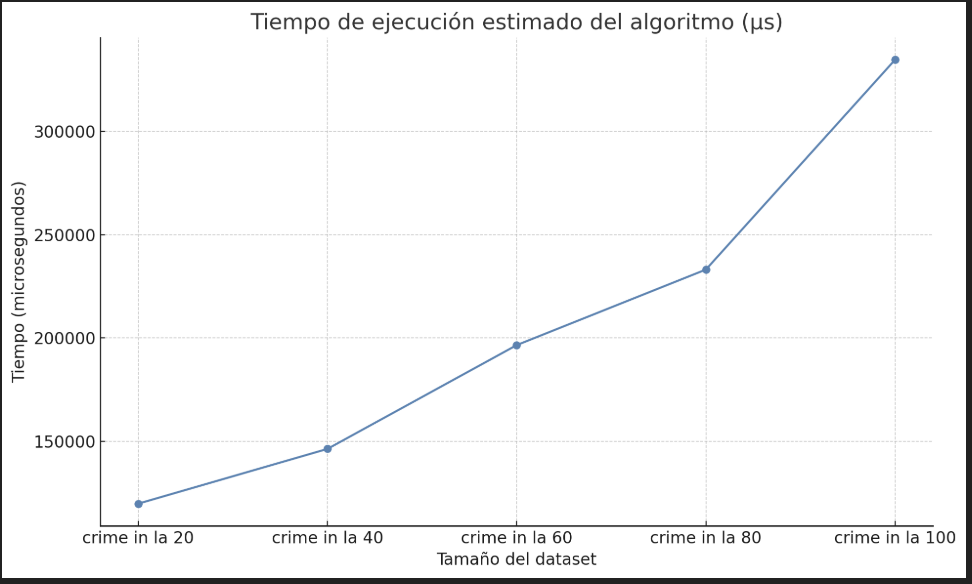 Tiempo de ejecución estimado del algoritmo (µs)
Tiempo (microsegundos)
300000
250000
200000
150000
crime in la 20
crime in la 40
crime in la 60
crime in la 80
crime in la 100
Tamaño del dataset